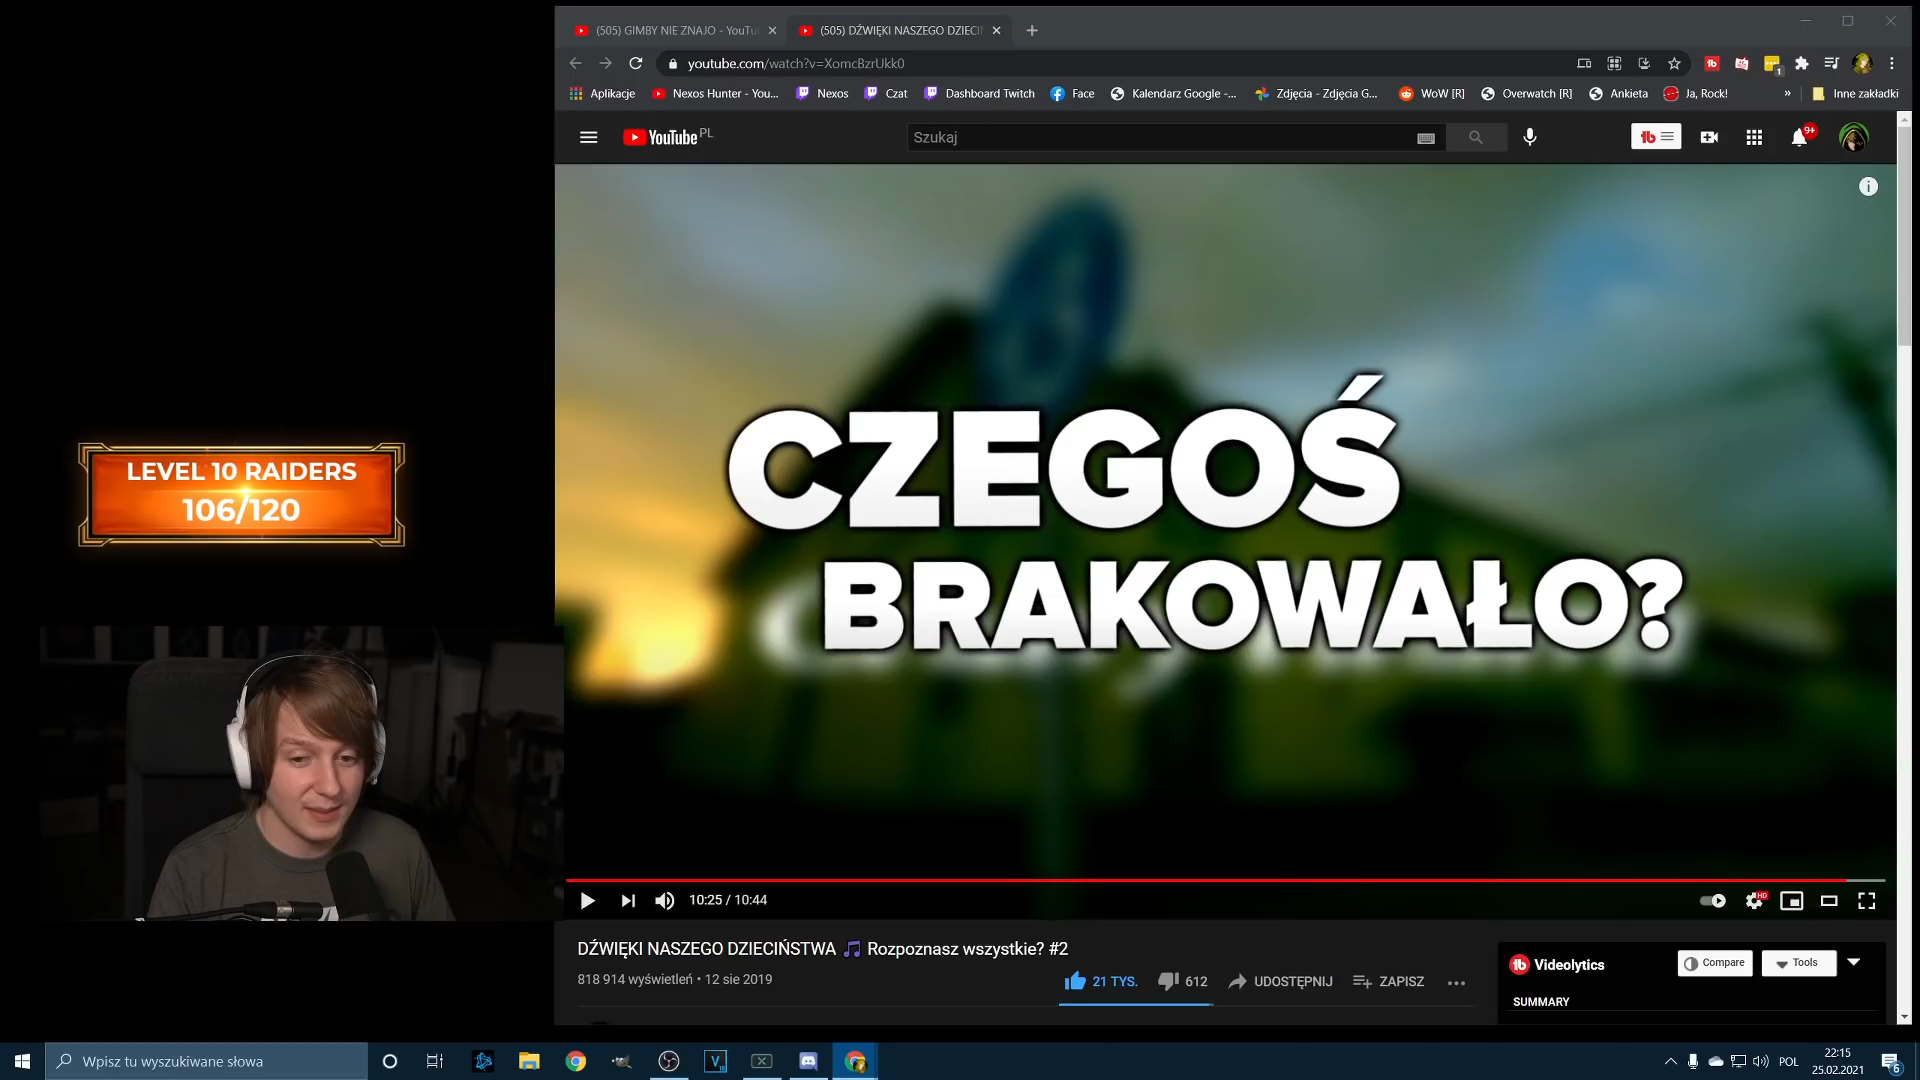 (505) GIMBY NIE ZNAJO - YouTu
(505) DŹWIĘKI NASZEGO DZIECI
youtube.com/watch?v=XomcBzrUkk0
1
Aplikacje
Nexos Hunter - You...
Nexos
Czat
Dashboard Twitch
Face
Kalendarz Google -...
Zdjęcia - Zdjęcia G...
WoW [R]
Overwatch [R]
Ankieta
Ja, Rock!
»
Inne zakładki
YouTube PL
Szukaj
9+
CZEGOŚ
BRAKOWAŁO?
LEVEL 10 RAIDERS
106/120
10:25 / 10:44
HD
DŹWIĘKI NASZEGO DZIECIŃSTWA 🎵 Rozpoznasz wszystkie? #2
818 914 wyświetleń • 12 sie 2019
21 TYS.
612
UDOSTĘPNIJ
ZAPISZ
Videolytics
Compare
Tools
SUMMARY
Wpisz tu wyszukiwane słowa
POL
22:15
25.02.2021
6